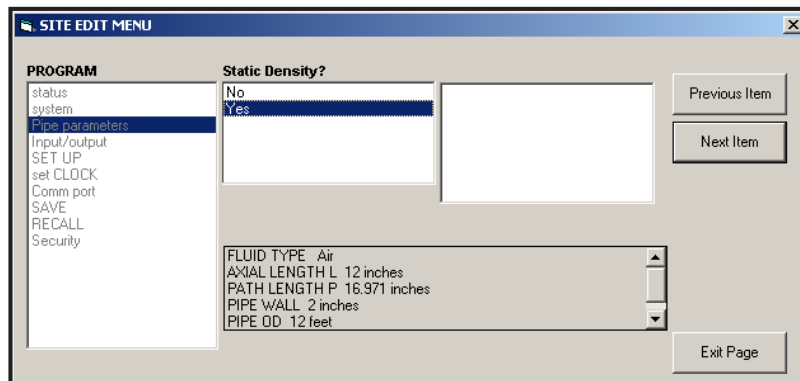 SITE EDIT MENU
PROGRAM
status
system
Pipe parameters
Input/output
SET UP
set CLOCK
Comm port
SAVE
RECALL
Security
Static Density?
No
Yes
Previous Item
Next Item
FLUID TYPE Air
AXIAL LENGTH L 12 inches
PATH LENGTH P 16.971 inches
PIPE WALL 2 inches
PIPE OD 12 feet
Exit Page